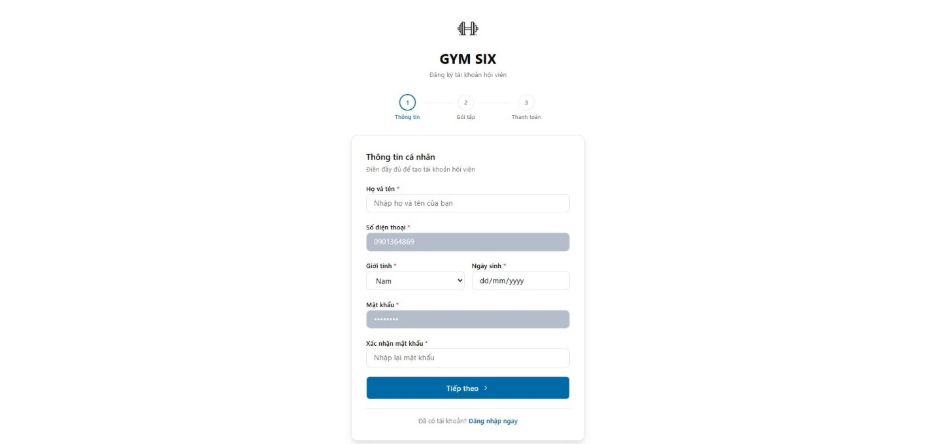 GYM SIX
Đăng ký tài khoản hội viên
1 2 3
Thông tin Gói tập Thanh toán
Thông tin cá nhân
Điền đầy đủ để tạo tài khoản hội viên
Họ và tên *
Nhập họ và tên của bạn
Số điện thoại *
0901364869
Giới tính * Ngày sinh *
Nam dd/mm/yyyy
Mật khẩu *
••••••••
Xác nhận mật khẩu *
Nhập lại mật khẩu
Tiếp theo >
Đã có tài khoản? Đăng nhập ngay